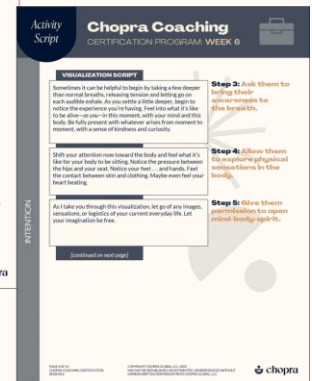 Activity
Script
Chopra Coaching
CERTIFICATION PROGRAM: WEEK 6
VISUALIZATION SCRIPT
Sometimes it can be helpful to begin by taking a few deeper
than normal breaths, releasing tension and letting go on
each audible exhale. As you settle a little deeper, begin to
notice the experience you're having. Feel into what it's like
to be alive—as you—in this moment, with your mind and this
body. Be fully present with whatever arises from moment to
moment, with a sense of kindness and curiosity.
Step 3: Ask them to
bring their
awareness to
the breath.
Shift your attention now toward the body and feel what it's
like for your body to be sitting. Notice the pressure between
the hips and your seat. Notice your feet . . . and hands. Feel
the contact between skin and clothing. Maybe even feel your
heart beating.
Step 4: Allow them
to explore physical
sensations in the
body.
As I take you through this visualization, let go of any images,
sensations, or logistics of your current everyday life. Let
your imagination be free.
Step 5: Give them
permission to open
mind-body-spirit.
INTENTION
[continued on next page]
CHOPRA COACHING CERTIFICATION
COPYRIGHT CHOPRA GLOBAL, LLC
chopra
ra